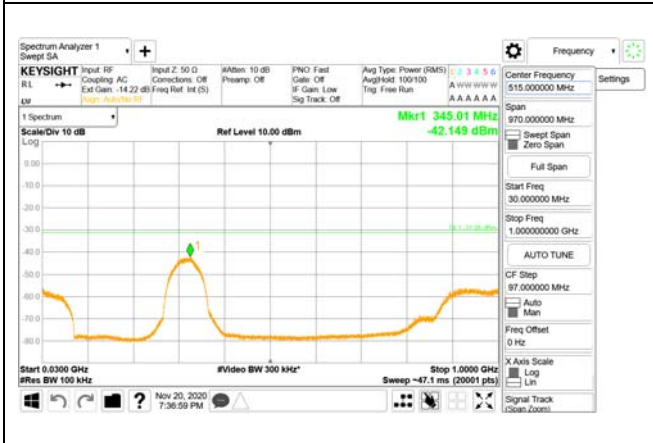 Spectrum Analyzer 1
Swept SA
Frequency
KEYSIGHT
Input: RF
Coupling: AC
Ext Gain: -14.22 dB
Align: Auto/No RF
RL
Input Z: 50 Ω
Corrections: Off
Freq Ref: Int (S)
#Atten: 10 dB
Preamp: Off
PNO: Fast
Gate: Off
IF Gain: Low
Sig Track: Off
Avg Type: Power (RMS)
Avg|Hold: 100/100
Trig: Free Run
1 2 3 4 5 6
A W W W W W
A A A A A A
1 Spectrum
Scale/Div 10 dB
Ref Level 10.00 dBm
Mkr1 345.01 MHz
-42.149 dBm
Log
0.00
-10.0
-20.0
-30.0
-40.0
-50.0
-60.0
-70.0
-80.0
1
Start 0.0300 GHz
#Res BW 100 kHz
#Video BW 300 kHz*
Stop 1.0000 GHz
Sweep ~47.1 ms (20001 pts)
Nov 20, 2020
7:36:59 PM
Center Frequency
515.000000 MHz
Settings
Span
970.000000 MHz
Swept Span
Zero Span
Full Span
Start Freq
30.000000 MHz
Stop Freq
1.000000000 GHz
AUTO TUNE
CF Step
97.000000 MHz
Auto
Man
Freq Offset
0 Hz
X Axis Scale
Log
Lin
Signal Track
(Span Zoom)